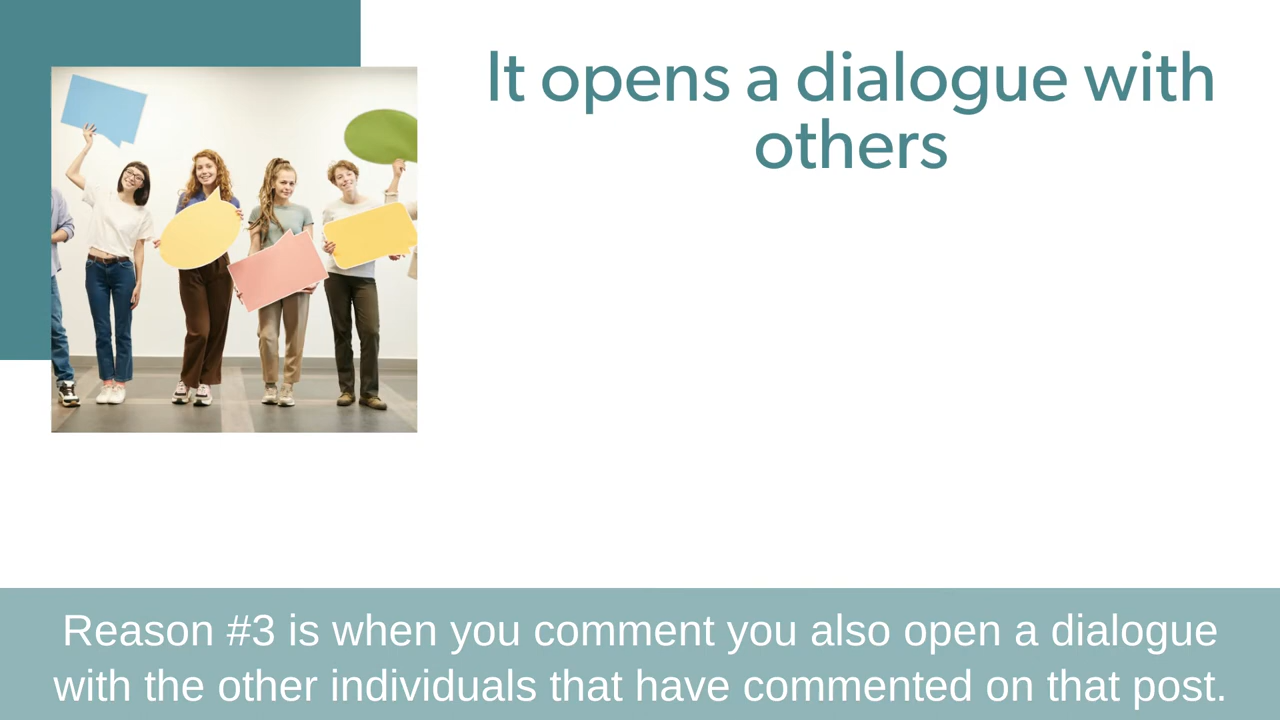 It opens a dialogue with
others
Reason #3 is when you comment you also open a dialogue
with the other individuals that have commented on that post.